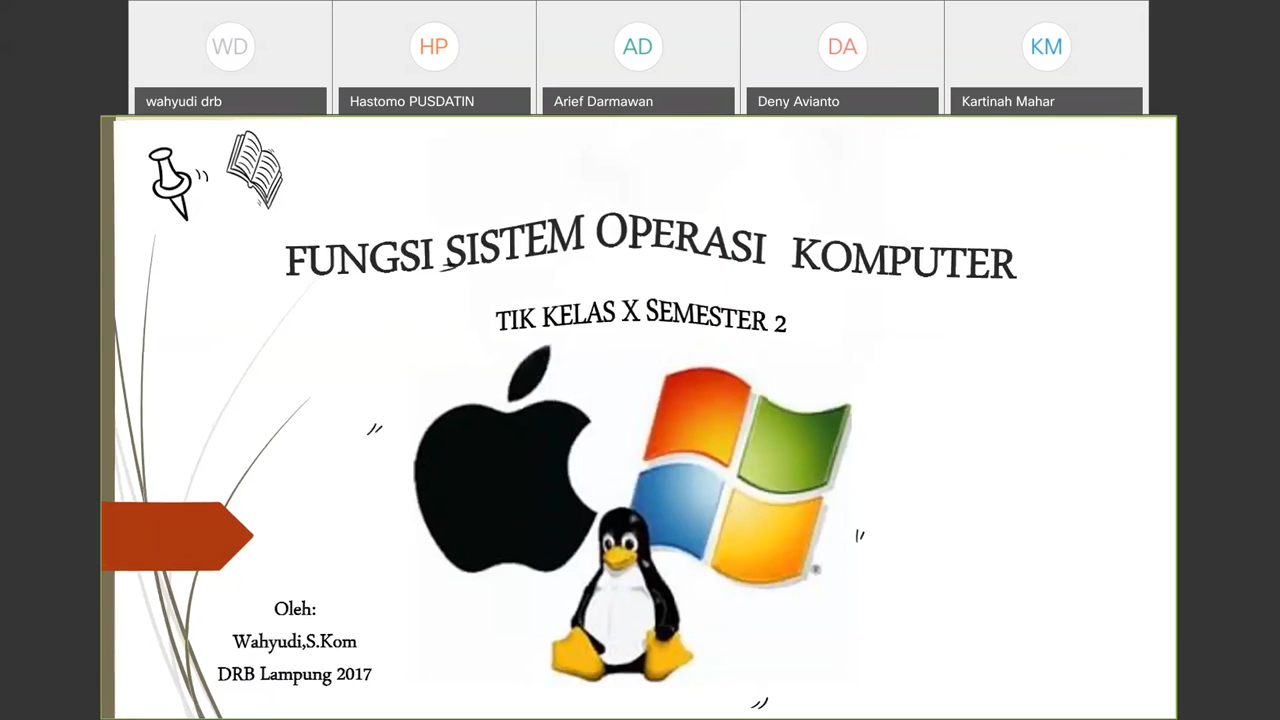 WD
HP
AD
DA
KM
wahyudi drb
Hastomo PUSDATIN
Arief Darmawan
Deny Avianto
Kartinah Mahar
FUNGSI SISTEM OPERASI KOMPUTER
TIK KELAS X SEMESTER 2
®
Oleh:
Wahyudi,S.Kom
DRB Lampung 2017